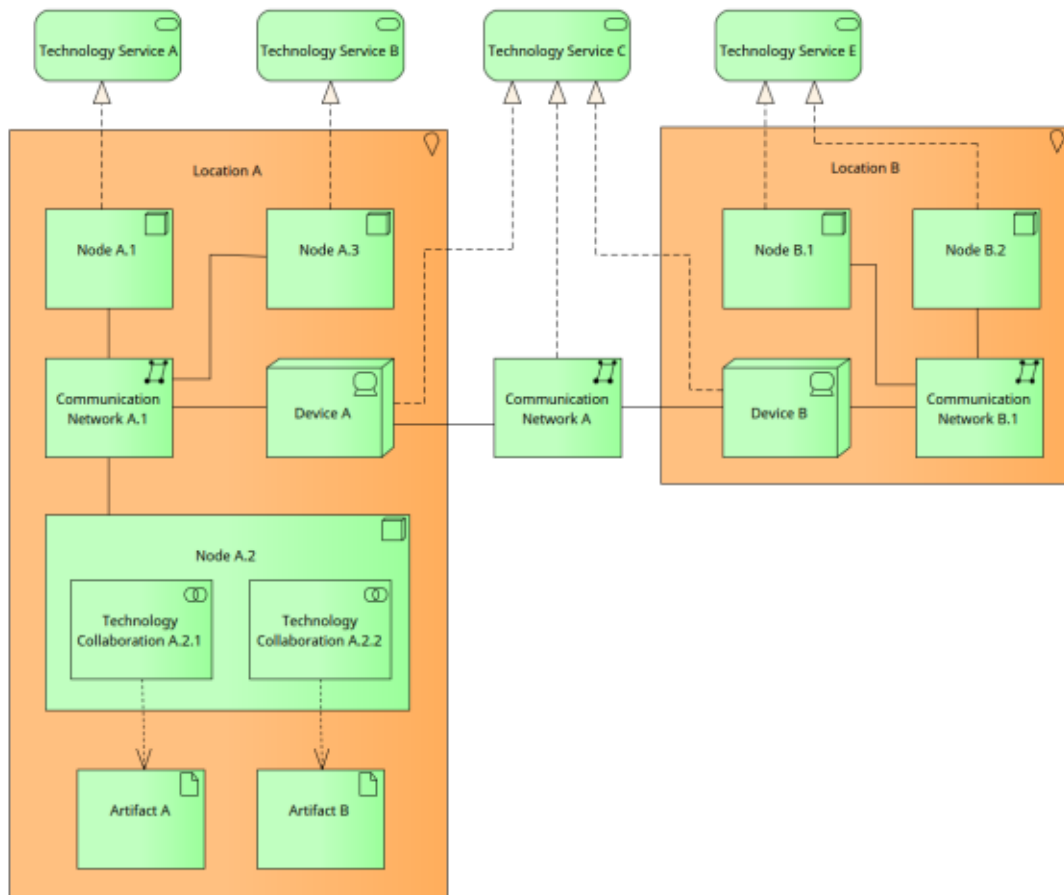 Technology Service A
Technology Service B
Technology Service C
Technology Service E
Location A
Location B
Node A.1
Node A.3
Node B.1
Node B.2
Communication
Network A.1
Device A
Communication
Network A
Device B
Communication
Network B.1
Node A.2
Technology
Collaboration A.2.1
Technology
Collaboration A.2.2
Artifact A
Artifact B